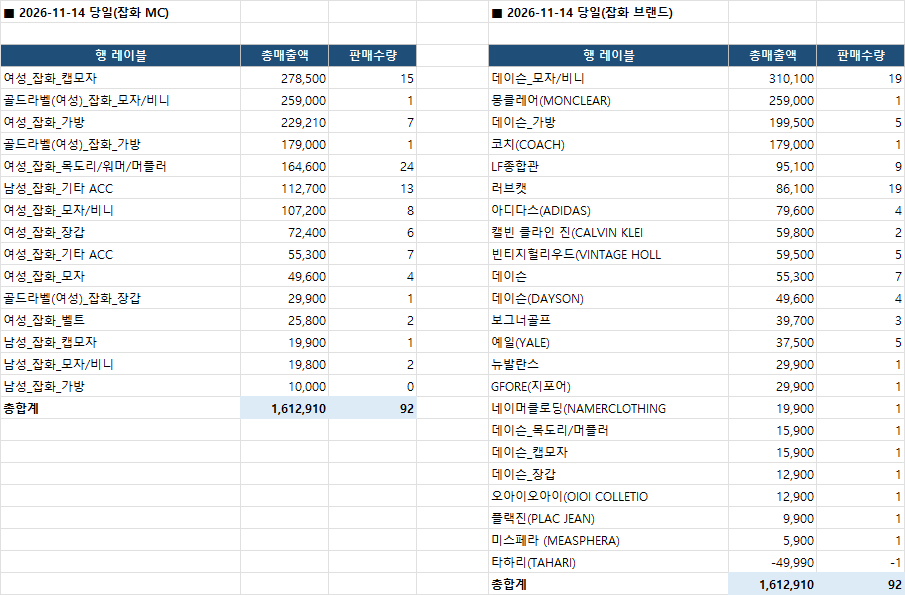 ■ 2026-11-14 당일(잡화 MC)
행 레이블 총매출액 판매수량
여성_잡화_캡모자 278,500 15
골드라벨(여성)_잡화_모자/비니 259,000 1
여성_잡화_가방 229,210 7
골드라벨(여성)_잡화_가방 179,000 1
여성_잡화_목도리/워머/머플러 164,600 24
남성_잡화_기타 ACC 112,700 13
여성_잡화_모자/비니 107,200 8
여성_잡화_장갑 72,400 6
여성_잡화_기타 ACC 55,300 7
여성_잡화_모자 49,600 4
골드라벨(여성)_잡화_장갑 29,900 1
여성_잡화_벨트 25,800 2
남성_잡화_캡모자 19,900 1
남성_잡화_모자/비니 19,800 2
남성_잡화_가방 10,000 0
총합계 1,612,910 92
■ 2026-11-14 당일(잡화 브랜드)
행 레이블 총매출액 판매수량
데이슨_모자/비니 310,100 19
몽클레어(MONCLEAR) 259,000 1
데이슨_가방 199,500 5
코치(COACH) 179,000 1
LF종합관 95,100 9
러브캣 86,100 19
아디다스(ADIDAS) 79,600 4
캘빈 클라인 진(CALVIN KLEI 59,800 2
빈티지헐리우드(VINTAGE HOLL 59,500 5
데이슨 55,300 7
데이슨(DAYSON) 49,600 4
보그너골프 39,700 3
예일(YALE) 37,500 5
뉴발란스 29,900 1
GFORE(지포어) 29,900 1
네이머클로딩(NAMERCLOTHING 19,900 1
데이슨_목도리/머플러 15,900 1
데이슨_캡모자 15,900 1
데이슨_장갑 12,900 1
오아이오아이(OIOI COLLETIO 12,900 1
플랙진(PLAC JEAN) 9,900 1
미스페라 (MEASPHERA) 5,900 1
타하리(TAHARI) -49,990 -1
총합계 1,612,910 92